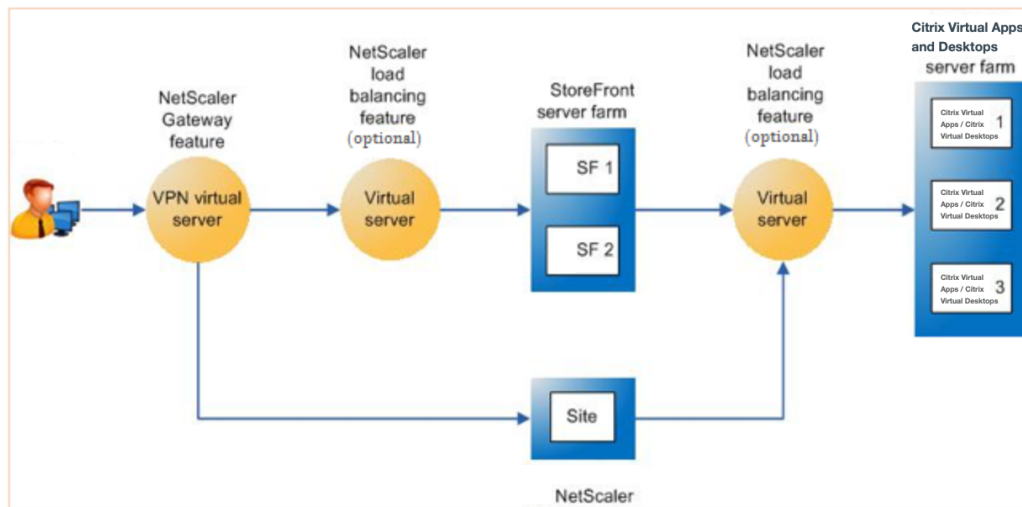 Citrix Virtual Apps
and Desktops
server farm
NetScaler
load
balancing
feature
(optional)
NetScaler
load
balancing
feature
(optional)
StoreFront
server farm
NetScaler
Gateway
feature
VPN virtual
server
Virtual
server
SF 1
SF 2
Virtual
server
Citrix Virtual
Apps / Citrix
Virtual Desktops
1
Citrix Virtual
Apps / Citrix
Virtual Desktops
2
Citrix Virtual
Apps / Citrix
Virtual Desktops
3
Site
NetScaler